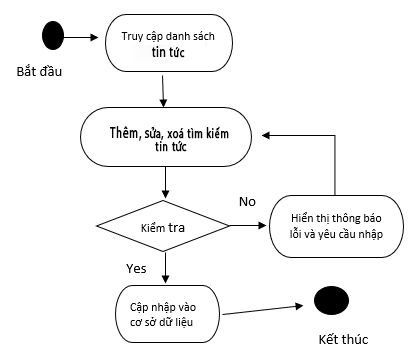 Truy cập danh sách
tin tức
Bắt đầu
Thêm, sửa, xoá tìm kiếm
tin tức
No
Hiển thị thông báo
lỗi và yêu cầu nhập
Kiểm tra
Yes
Cập nhập vào
cơ sở dữ liệu
Kết thúc